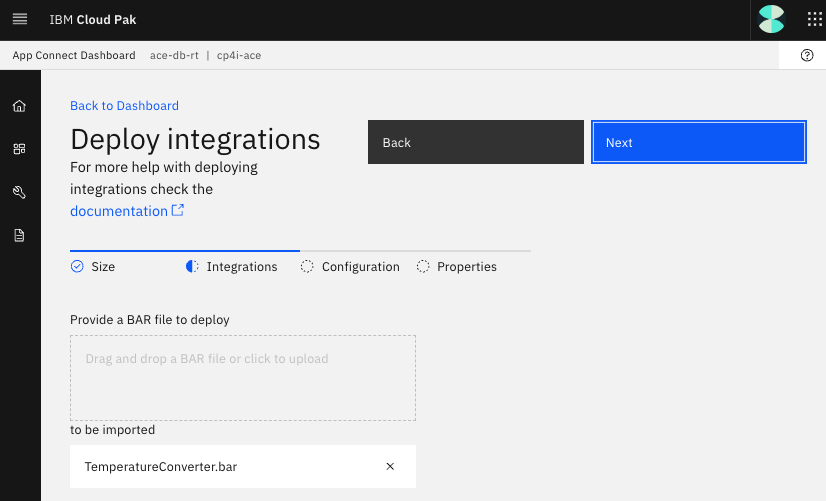 IBM Cloud Pak
App Connect Dashboard ace-db-rt | cp4i-ace
Back to Dashboard
Deploy integrations
Back
Next
For more help with deploying
integrations check the
documentation
Size
Integrations
Configuration
Properties
Provide a BAR file to deploy
Drag and drop a BAR file or click to upload
to be imported
TemperatureConverter.bar